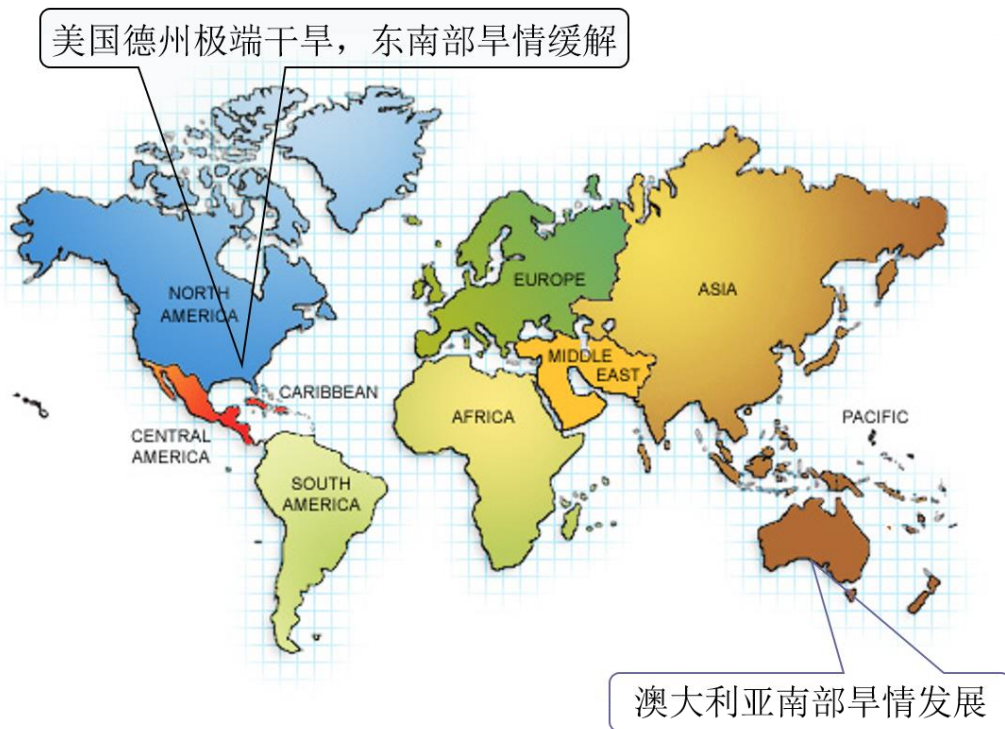 美国德州极端干旱，东南部旱情缓解
NORTH
AMERICA
EUROPE
ASIA
MIDDLE
EAST
CARIBBEAN
AFRICA
PACIFIC
CENTRAL
AMERICA
SOUTH
AMERICA
澳大利亚南部旱情发展